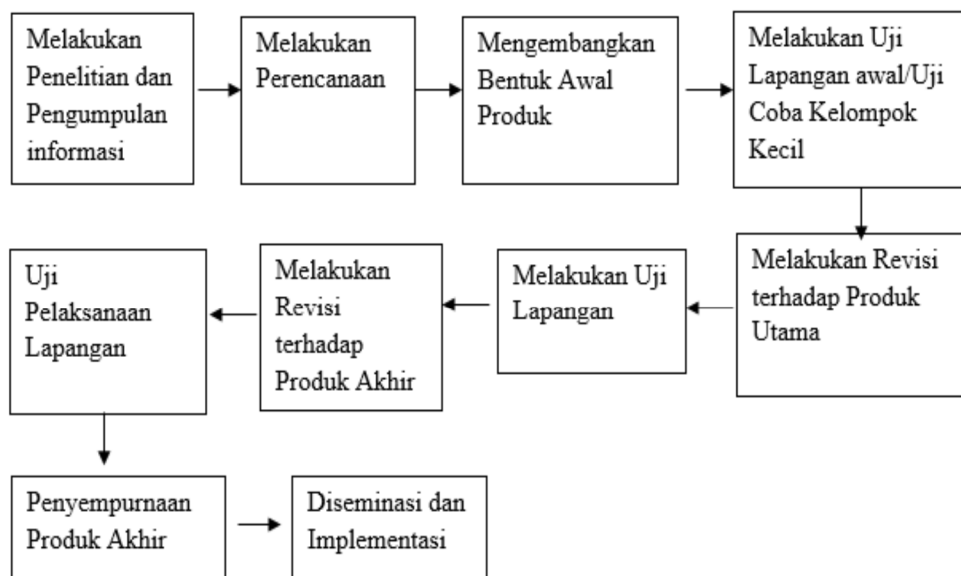 Melakukan
Penelitian dan
Pengumpulan
informasi
Melakukan
Perencanaan
Mengembangkan
Bentuk Awal
Produk
Melakukan Uji
Lapangan awal/Uji
Coba Kelompok
Kecil
Melakukan Revisi
terhadap Produk
Utama
Melakukan Uji
Lapangan
Melakukan
Revisi
terhadap
Produk Akhir
Uji
Pelaksanaan
Lapangan
Penyempurnaan
Produk Akhir
Diseminasi dan
Implementasi